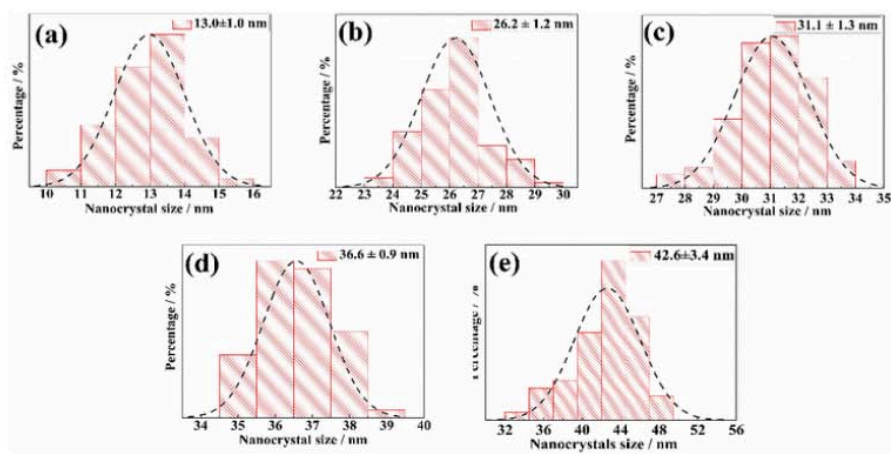 (a)
13.0±1.0 nm
Percentage / %
10 11 12 13 14 15 16
Nanocrystal size / nm
(b)
26.2 ± 1.2 nm
Percentage / %
22 23 24 25 26 27 28 29 30
Nanocrystal size / nm
(c)
31.1 ± 1.3 nm
Percentage / %
27 28 29 30 31 32 33 34 35
Nanocrystal size / nm
(d)
36.6 ± 0.9 nm
Percentage / %
34 35 36 37 38 39 40
Nanocrystal size / nm
(e)
42.6±3.4 nm
Percentage / %
32 36 40 44 48 52 56
Nanocrystals size / nm